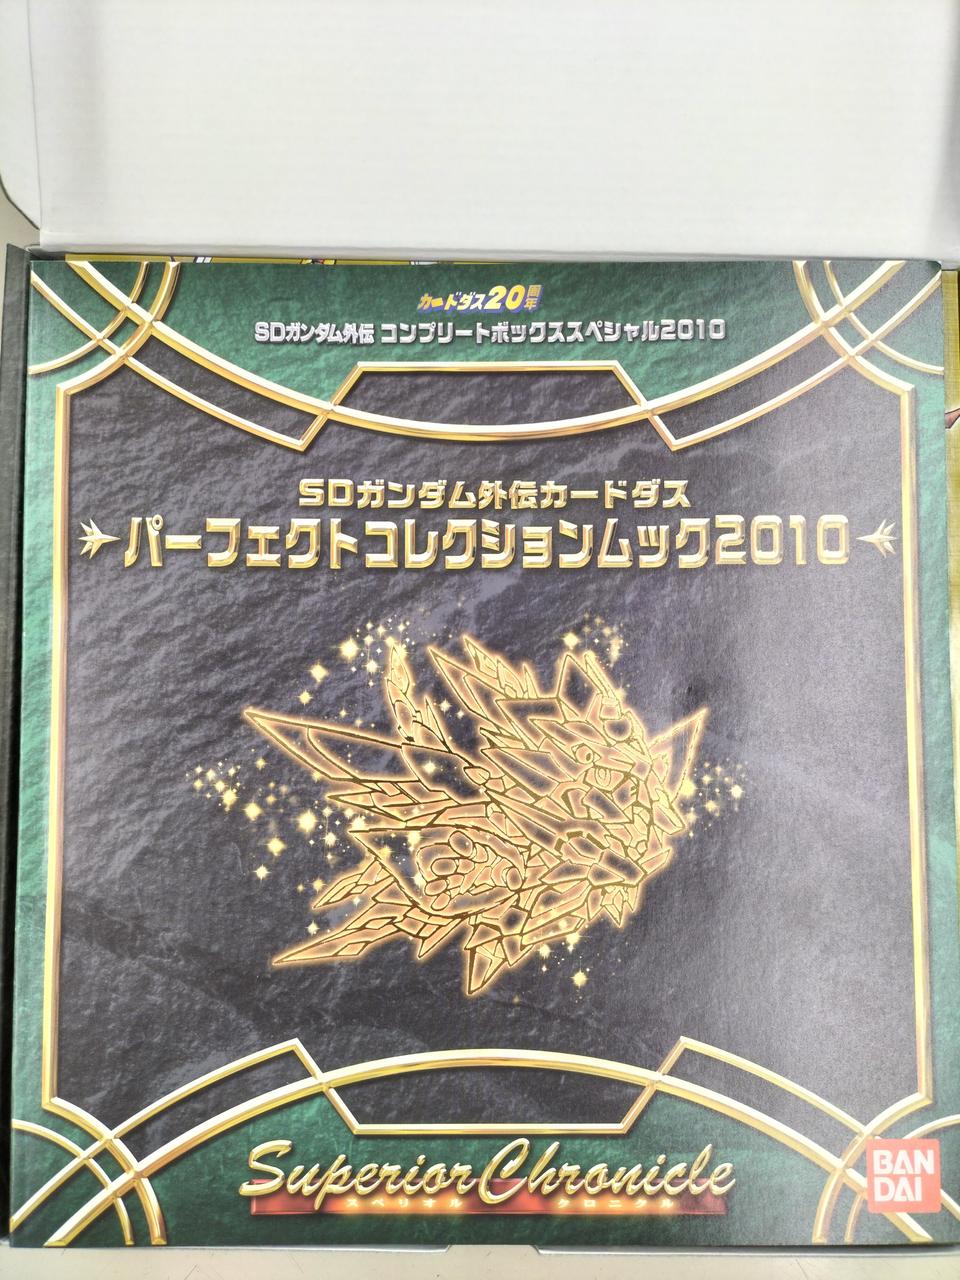 カードダス20周年
SDガンダム外伝 コンプリートボックススペシャル2010
SDガンダム外伝カードダス
パーフェクトコレクションムック2010
Superior Chronicle
スペリオル クロニクル
BAN
DAI